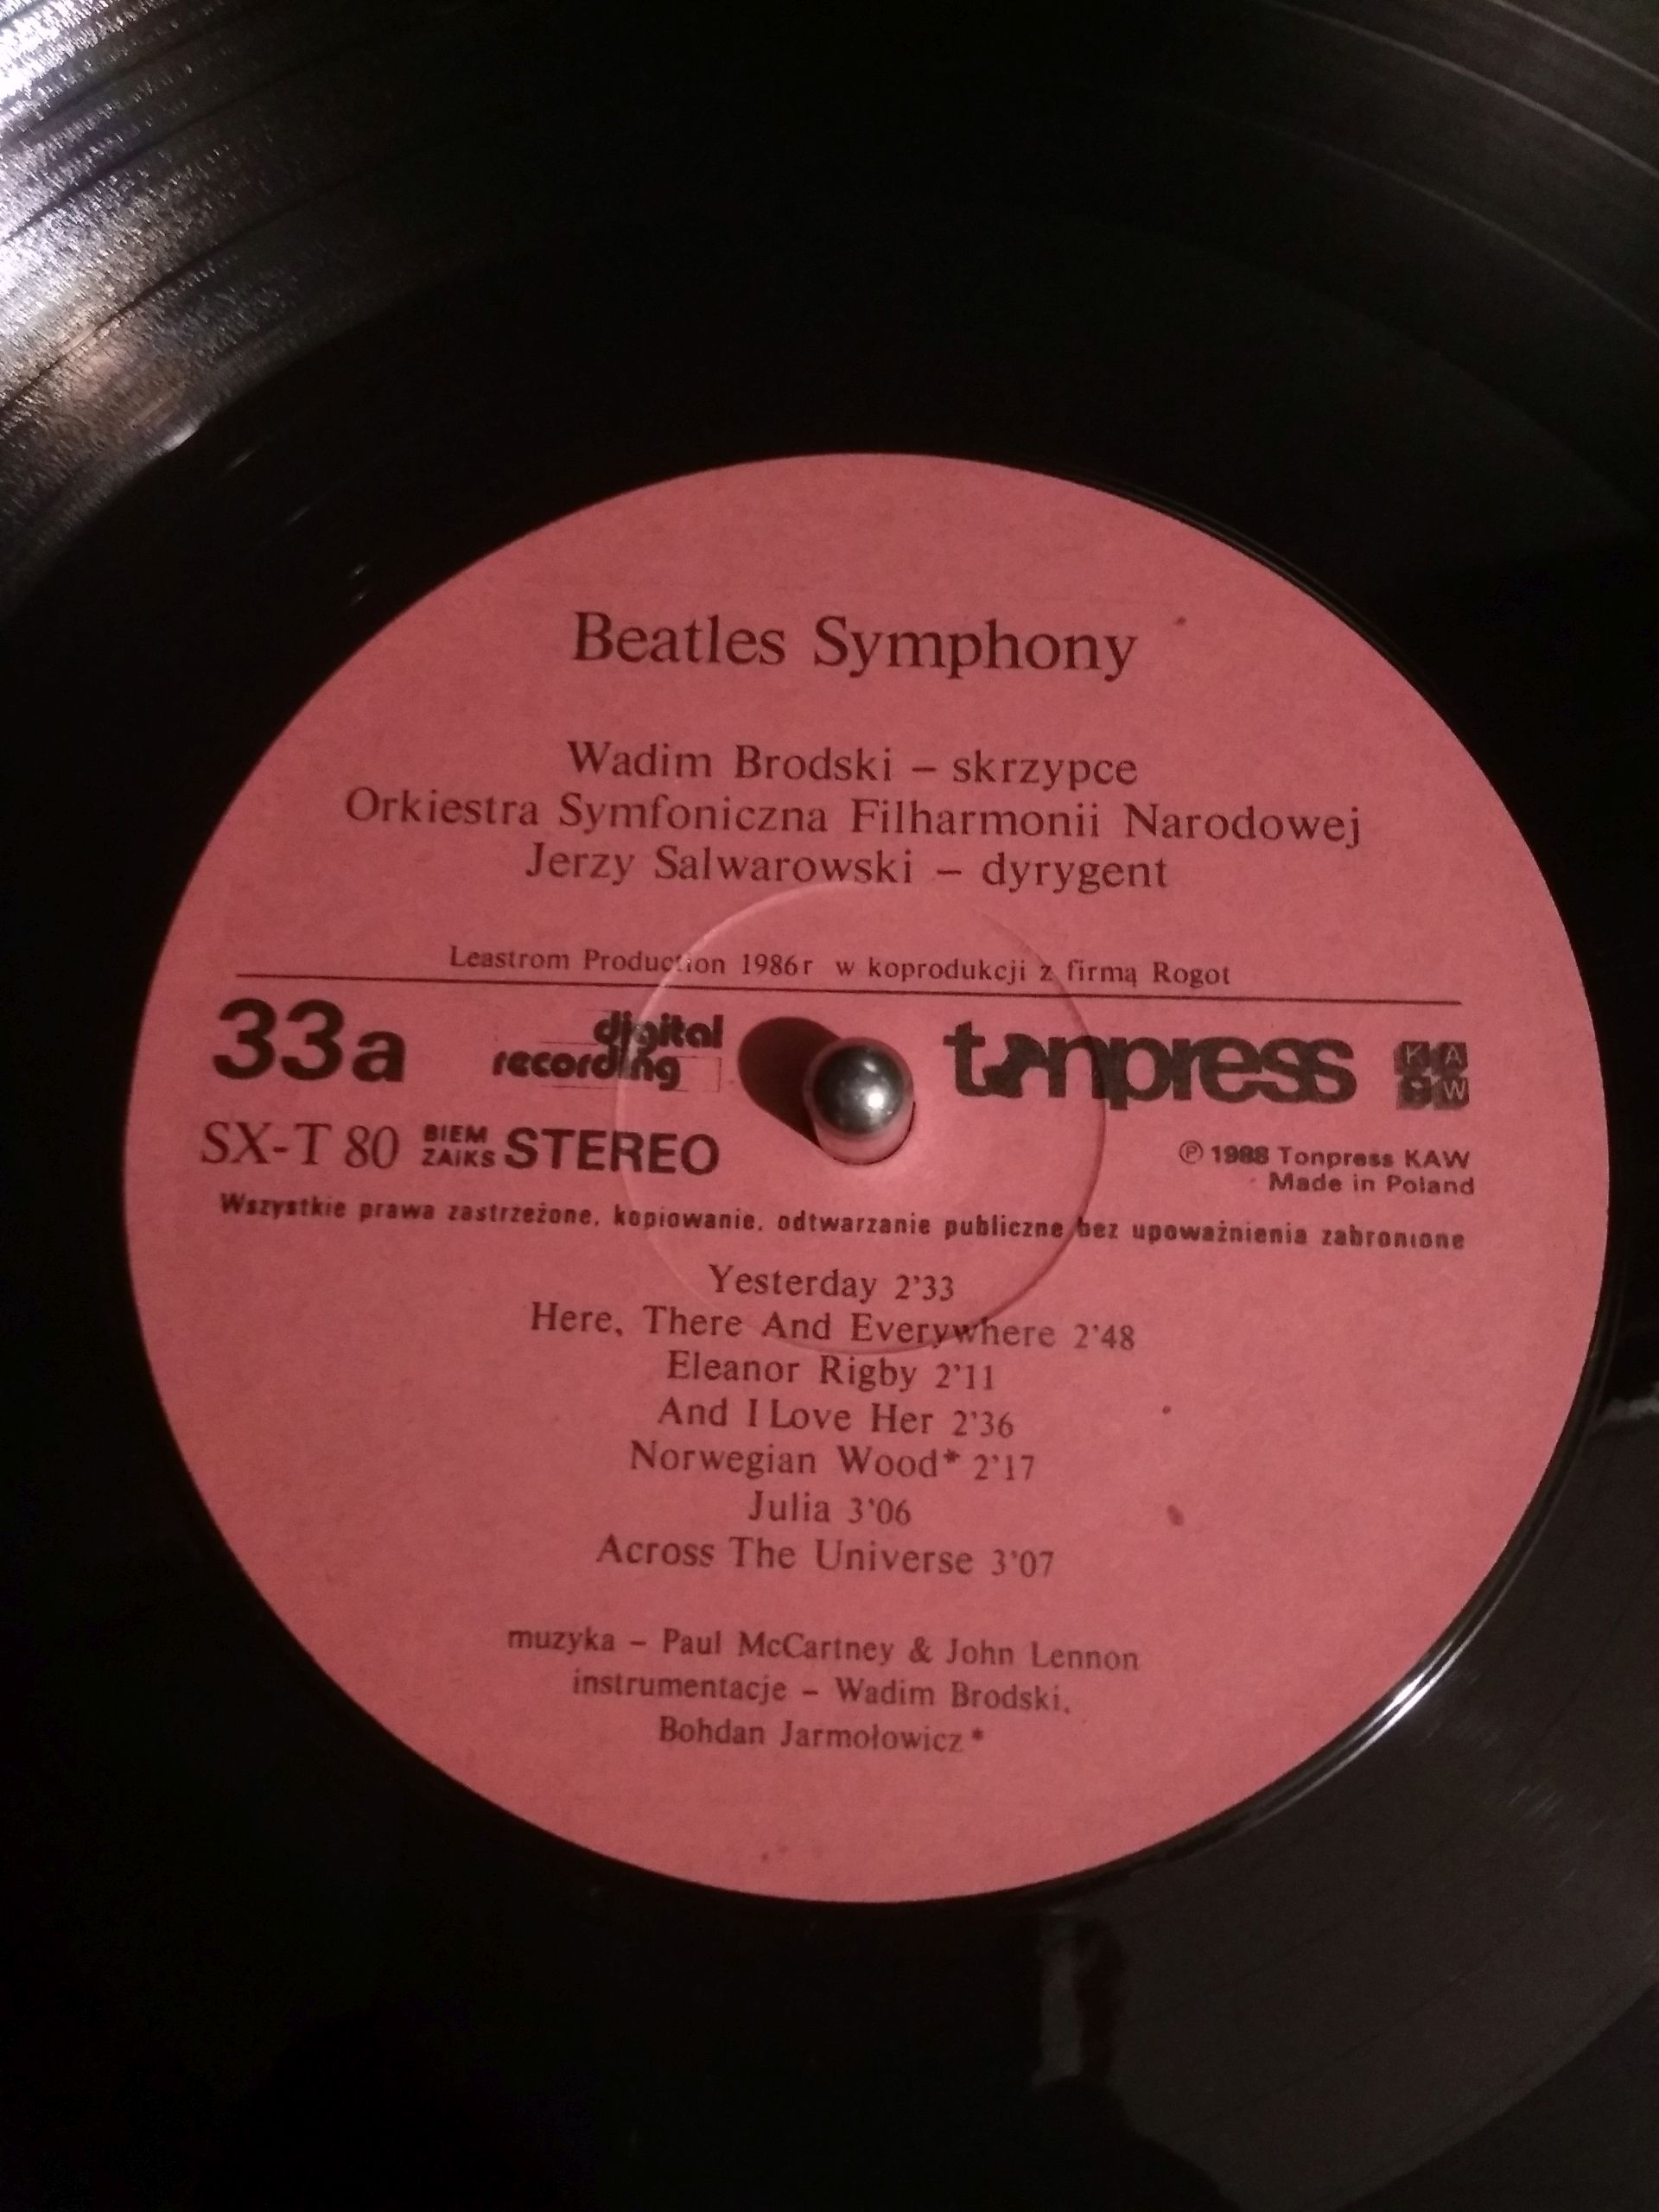 Beatles Symphony
Wadim Brodski – skrzypce
Orkiestra Symfoniczna Filharmonii Narodowej
Jerzy Salwarowski – dyrygent
Leastrom Production 1986r w koprodukcji z firmą Rogot
33a digital recording tonpress KAW
SX-T 80 BIEM ZAIKS STEREO
℗ 1988 Tonpress KAW
Made in Poland
Wszystkie prawa zastrzeżone, kopiowanie, odtwarzanie publiczne bez upoważnienia zabronione
Yesterday 2'33
Here, There And Everywhere 2'48
Eleanor Rigby 2'11
And I Love Her 2'36
Norwegian Wood* 2'17
Julia 3'06
Across The Universe 3'07
muzyka – Paul McCartney & John Lennon
instrumentacje – Wadim Brodski,
Bohdan Jarmołowicz *